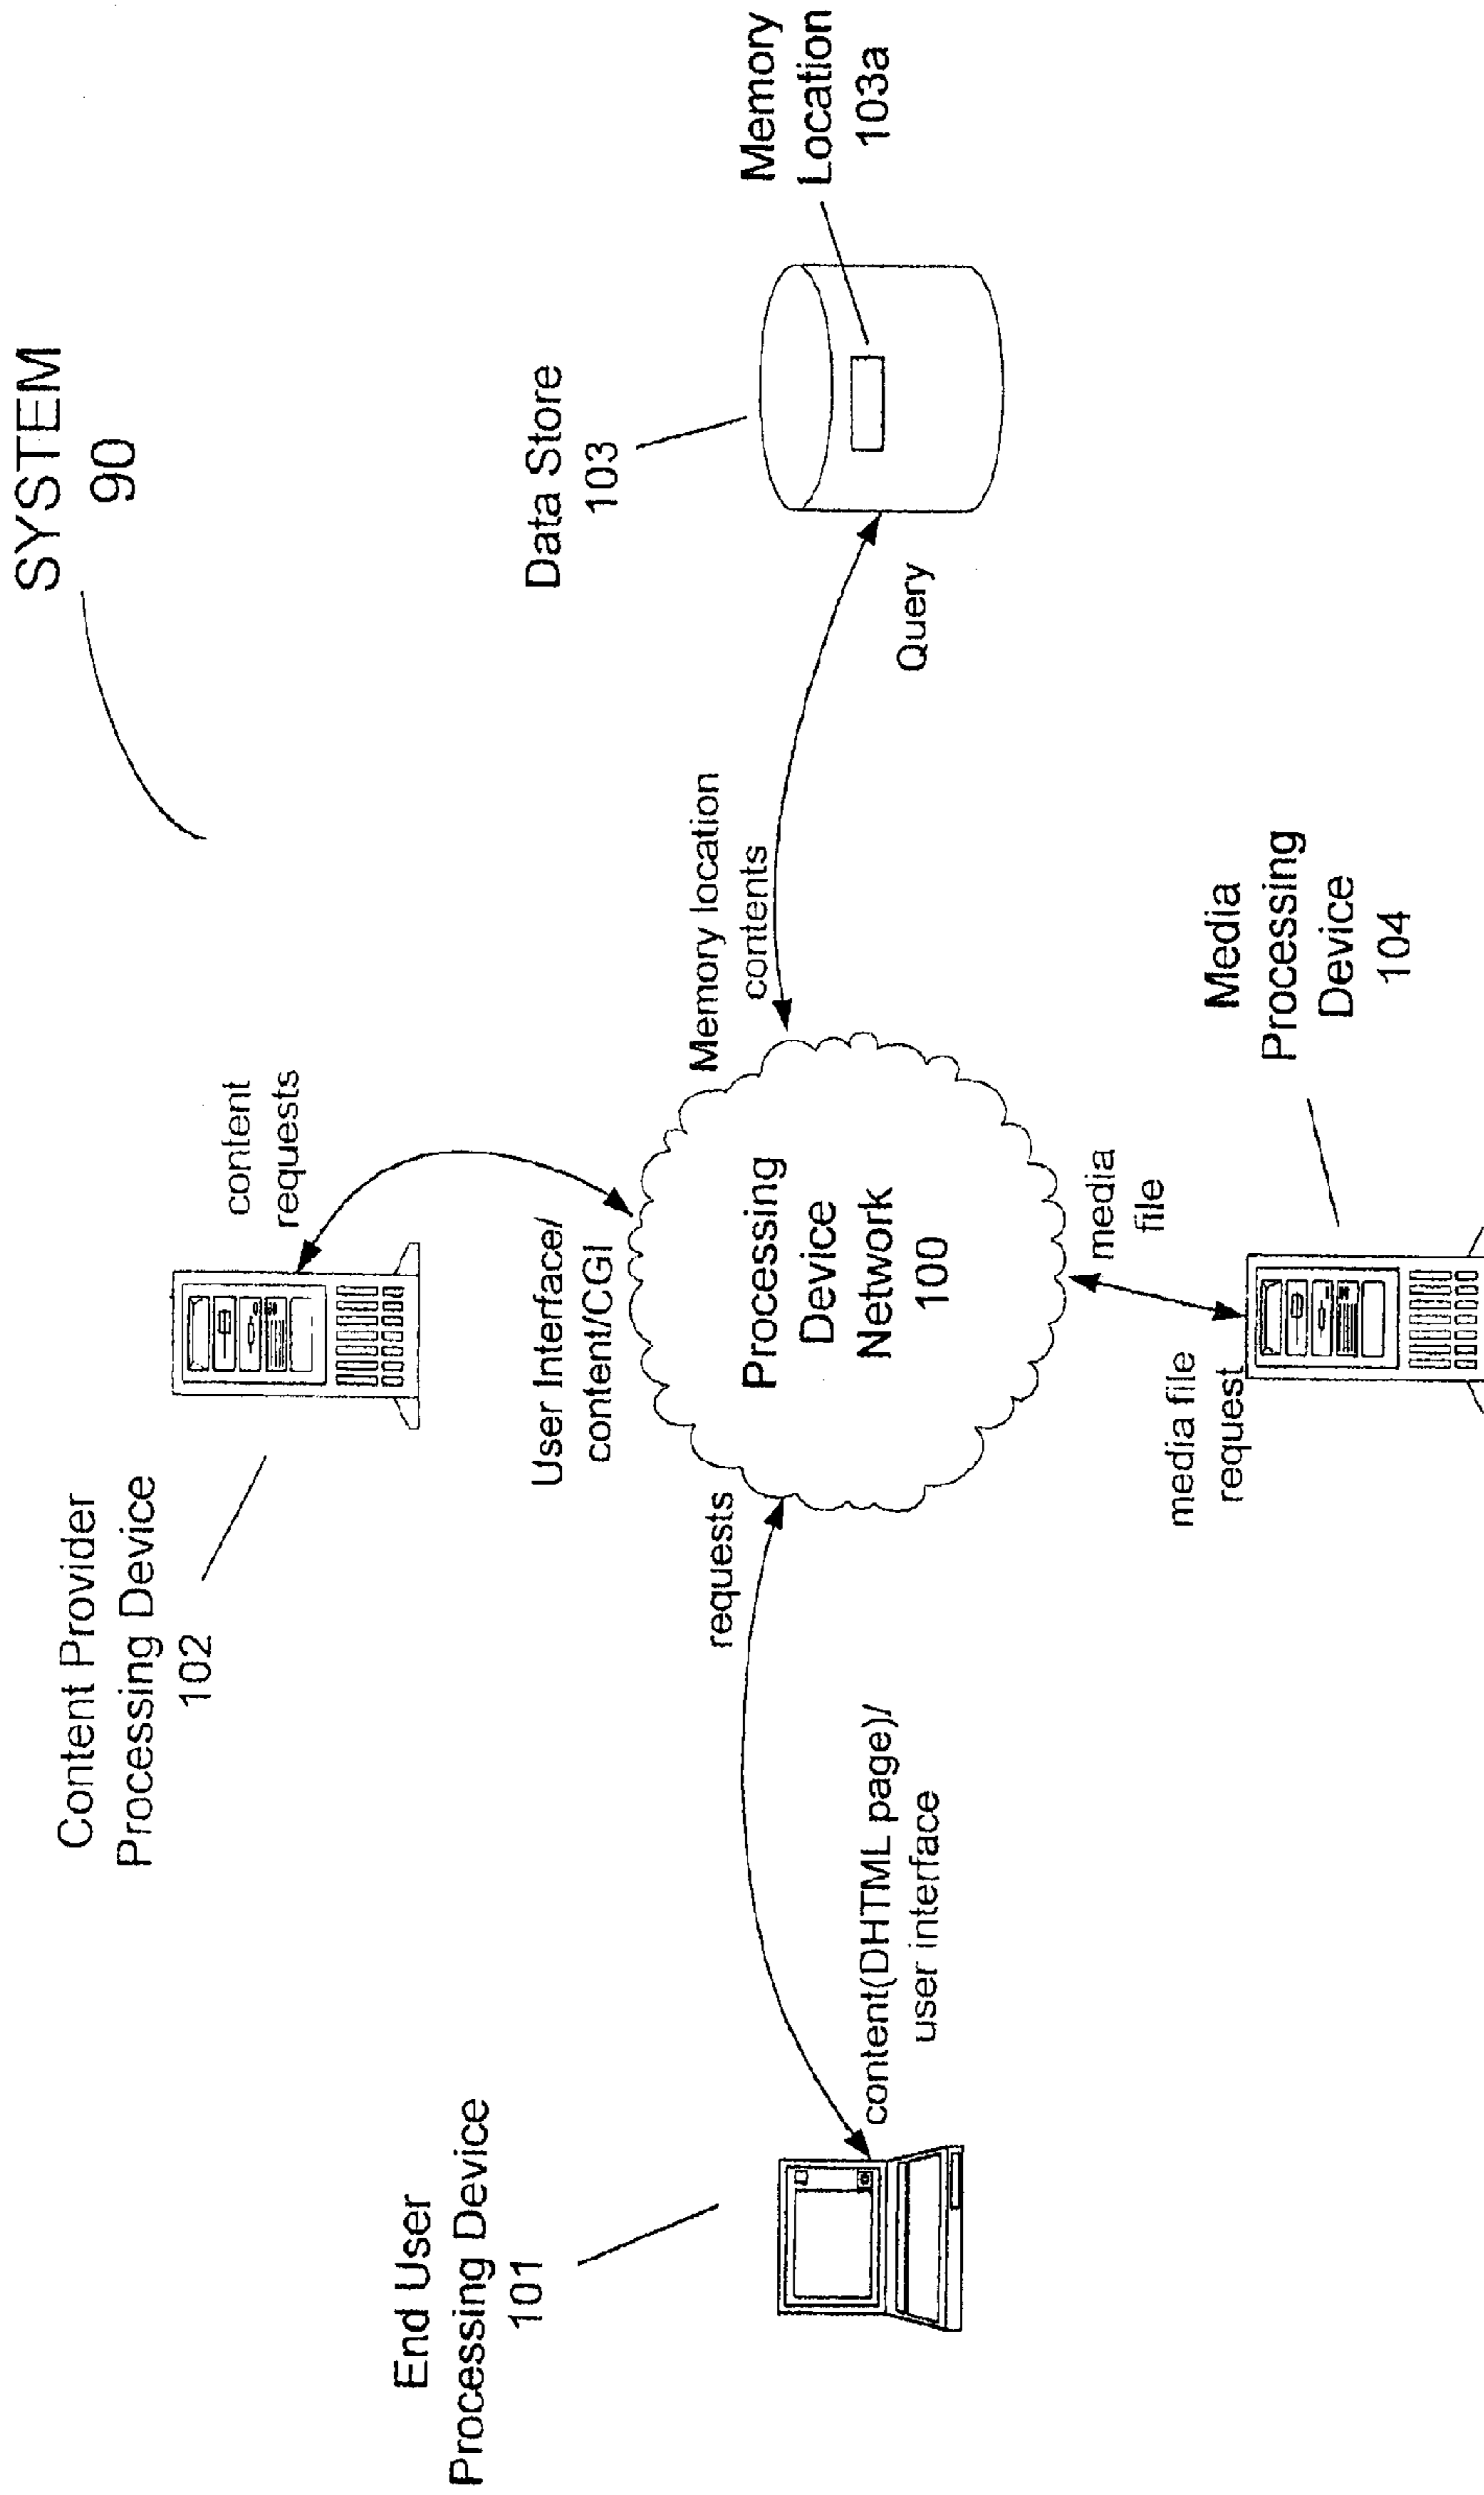 SYSTEM
90
Content Provider
Processing Device
102
content
requests
End User
Processing Device
101
Data Store
103
User Interface/
content/CGI
Memory location
contents
Memory
Location
103a
requests
Processing
Device
Network
100
Query
content(DHTML page)/
user interface
media
file
media file
request
Media
Processing
Device
104